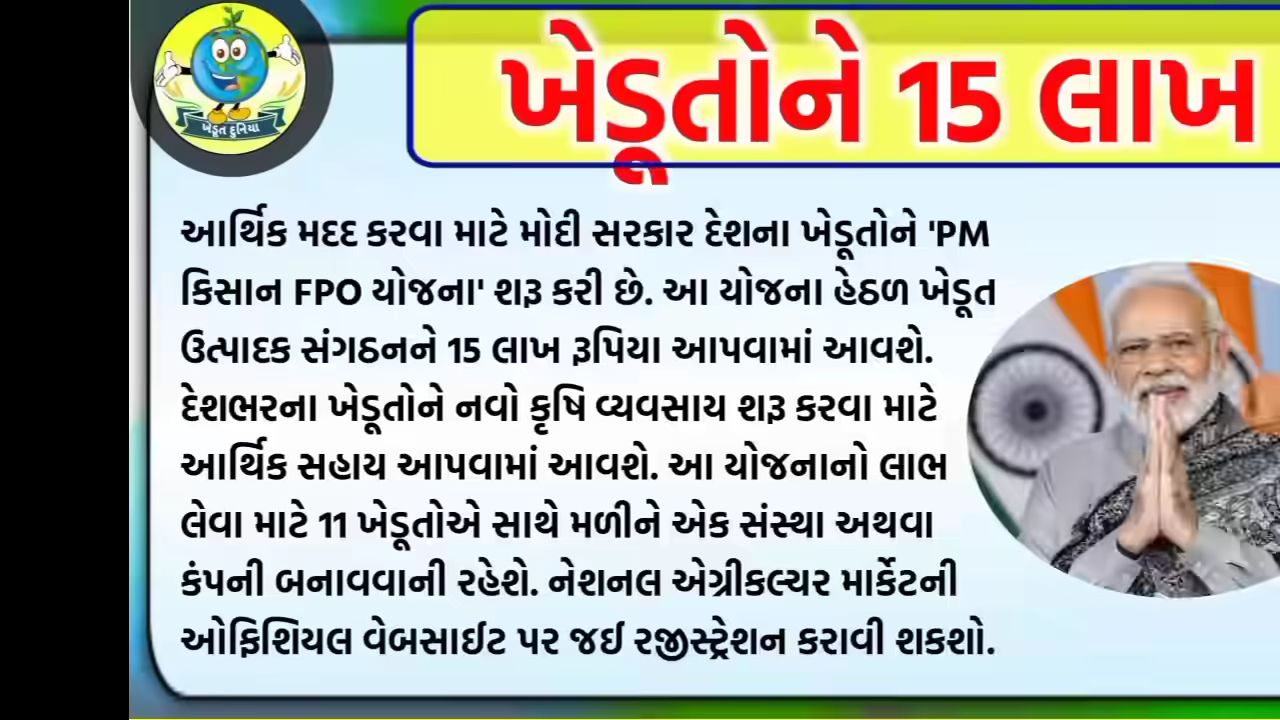 ખેડૂત દુનિયા
ખેડૂતોને 15 લાખ
આર્થિક મદદ કરવા માટે મોદી સરકાર દેશના ખેડૂતોને 'PM
કિસાન FPO યોજના' શરૂ કરી છે. આ યોજના હેઠળ ખેડૂત
ઉત્પાદક સંગઠનને 15 લાખ રૂપિયા આપવામાં આવશે.
દેશભરના ખેડૂતોને નવો કૃષિ વ્યવસાય શરૂ કરવા માટે
આર્થિક સહાય આપવામાં આવશે. આ યોજનાનો લાભ
લેવા માટે 11 ખેડૂતોએ સાથે મળીને એક સંસ્થા અથવા
કંપની બનાવવાની રહેશે. નેશનલ એગ્રીકલ્ચર માર્કેટની
ઓફિશિયલ વેબસાઈટ પર જઈ રજીસ્ટ્રેશન કરાવી શકશો.